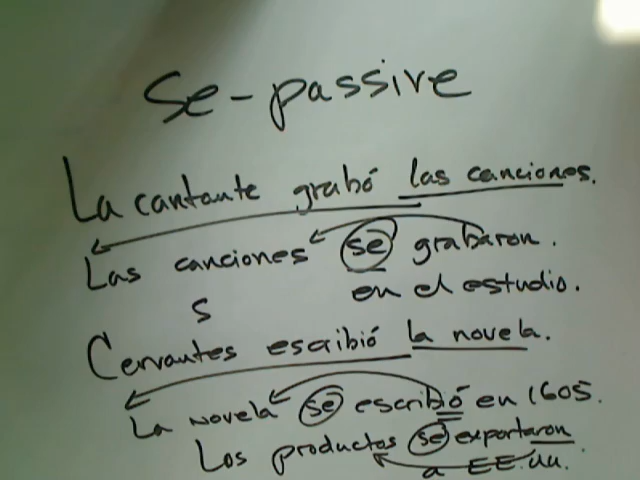 Se-passive
La cantante grabó las canciones.
Las canciones se grabaron.
S en el estudio.
Cervantes escribió la novela.
La novela se escribió en 1605.
Los productos se exportaron
a EE.UU.